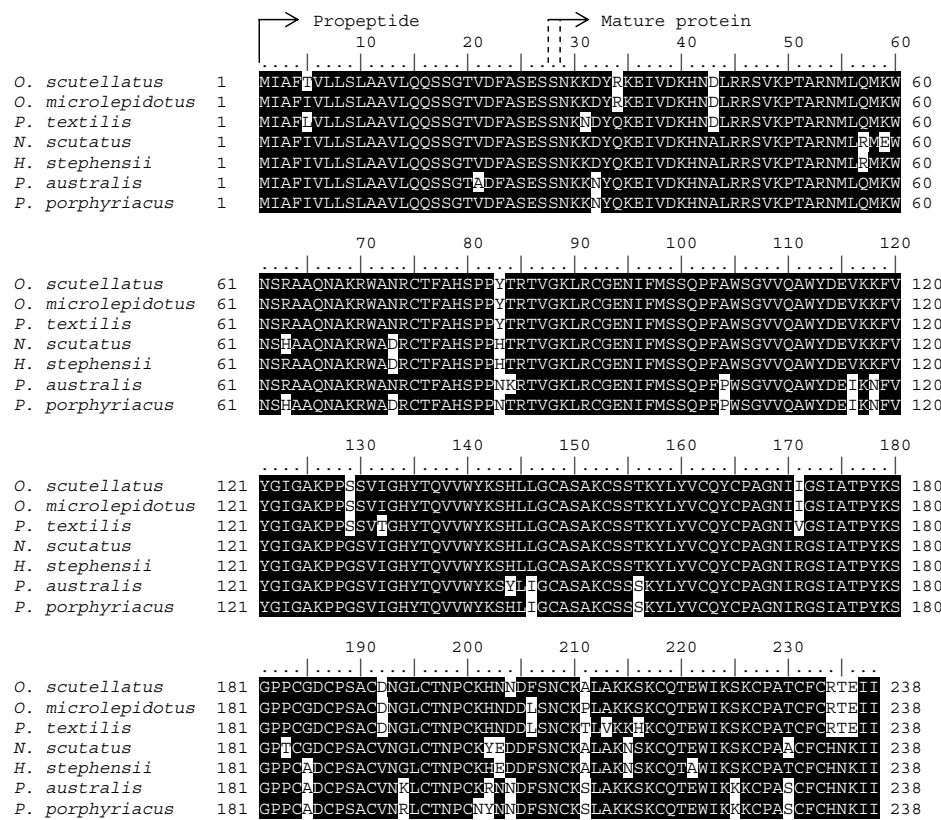 Propeptide Mature protein
10 20 30 40 50 60
O. scutellatus 1 MIAFTVLLSLAAVLQQSSGTVDFASESSNKKDYRKEIVDKHNDLRRSVKPTARNMLQMKW 60
O. microlepidotus 1 MIAFIVLLSLAAVLQQSSGTVDFASESSNKKDYRKEIVDKHNDLRRSVKPTARNMLQMKW 60
P. textilis 1 MIAFLVLLSLAAVLQQSSGTVDFASESSNKNDYQKEIVDKHNDLRRSVKPTARNMLQMKW 60
N. scutatus 1 MIAFIVLLSLAAVLQQSSGTVDFASESSNKKDYQKEIVDKHNALRRSVKPTARNMLRMEW 60
H. stephensii 1 MIAFIVLLSLAAVLQQSSGTVDFASESSNKKDYQKEIVDKHNALRRSVKPTARNMLRMKW 60
P. australis 1 MIAFIVLLSLAAVLQQSSGTADFASESSNKKNYQKEIVDKHNALRRSVKPTARNMLQMKW 60
P. porphyriacus 1 MIAFIVLLSLAAVLQQSSGTVDFASESSNKKNYQKEIVDKHNALRRSVKPTARNMLQMKW 60
70 80 90 100 110 120
O. scutellatus 61 NSRAAQNAKRWANRCTFAHSPPYTRTVGKLRCGENIFMSSQPFAWSGVVQAWYDEVKKFV 120
O. microlepidotus 61 NSRAAQNAKRWANRCTFAHSPPYTRTVGKLRCGENIFMSSQPFAWSGVVQAWYDEVKKFV 120
P. textilis 61 NSRAAQNAKRWANRCTFAHSPPYTRTVGKLRCGENIFMSSQPFAWSGVVQAWYDEVKKFV 120
N. scutatus 61 NSHAAQNAKRWADRCTFAHSPPHTRTVGKLRCGENIFMSSQPFAWSGVVQAWYDEVKKFV 120
H. stephensii 61 NSRAAQNAKRWADRCTFAHSPPHTRTVGKLRCGENIFMSSQPFAWSGVVQAWYDEVKKFV 120
P. australis 61 NSRAAQNAKRWANRCTFAHSPPNKRTVGKLRCGENIFMSSQPFPWSGVVQAWYDEIKNFV 120
P. porphyriacus 61 NSHAAQNAKRWADRCTFAHSPPNTRTVGKLRCGENIFMSSQPFPWSGVVQAWYDEIKNFV 120
130 140 150 160 170 180
O. scutellatus 121 YGIGAKPPSSVIGHYTQVVWYKSHLLGCASAKCSSTKYLYVCQYCPAGNIIGSIATPYKS 180
O. microlepidotus 121 YGIGAKPPSSVIGHYTQVVWYKSHLLGCASAKCSSTKYLYVCQYCPAGNIIGSIATPYKS 180
P. textilis 121 YGIGAKPPSSVTGHYTQVVWYKSHLLGCASAKCSSTKYLYVCQYCPAGNIVGSIATPYKS 180
N. scutatus 121 YGIGAKPPGSVIGHYTQVVWYKSHLLGCASAKCSSTKYLYVCQYCPAGNIRGSIATPYKS 180
H. stephensii 121 YGIGAKPPGSVIGHYTQVVWYKSHLLGCASAKCSSTKYLYVCQYCPAGNIRGSIATPYKS 180
P. australis 121 YGIGAKPPGSVIGHYTQVVWYKSYLIGCASAKCSSSKYLYVCQYCPAGNIRGSIATPYKS 180
P. porphyriacus 121 YGIGAKPPGSVIGHYTQVVWYKSHLIGCASAKCSSSKYLYVCQYCPAGNIRGSIATPYKS 180
190 200 210 220 230
O. scutellatus 181 GPPCGDCPSACDNGLCTNPCKHNNDFSNCKALAKKSKCQTEWIKSKCPATCFCRTEII 238
O. microlepidotus 181 GPPCGDCPSACDNGLCTNPCKHNDDLSNCKPLAKKSKCQTEWIKSKCPATCFCRTEII 238
P. textilis 181 GPPCGDCPSACDNGLCTNPCKHNDDLSNCKTLVKKHKCQTEWIKSKCPATCFCRTEII 238
N. scutatus 181 GPTCGDCPSACVNGLCTNPCKYEDDFSNCKALAKNSKCQTEWIKSKCPAACFCHNKII 238
H. stephensii 181 GPPCADCPSACVNGLCTNPCKHEDDFSNCKALAKNSKCQTAWIKSKCPATCFCHNKII 238
P. australis 181 GPPCADCPSACVNKLCTNPCKRNNDFSNCKSLAKKSKCQTEWIKKKCPASCFCHNKII 238
P. porphyriacus 181 GPPCADCPSACVNRLCTNPCNYNNDFSNCKSLAKKSKCQTEWIKKKCPASCFCHNKII 238